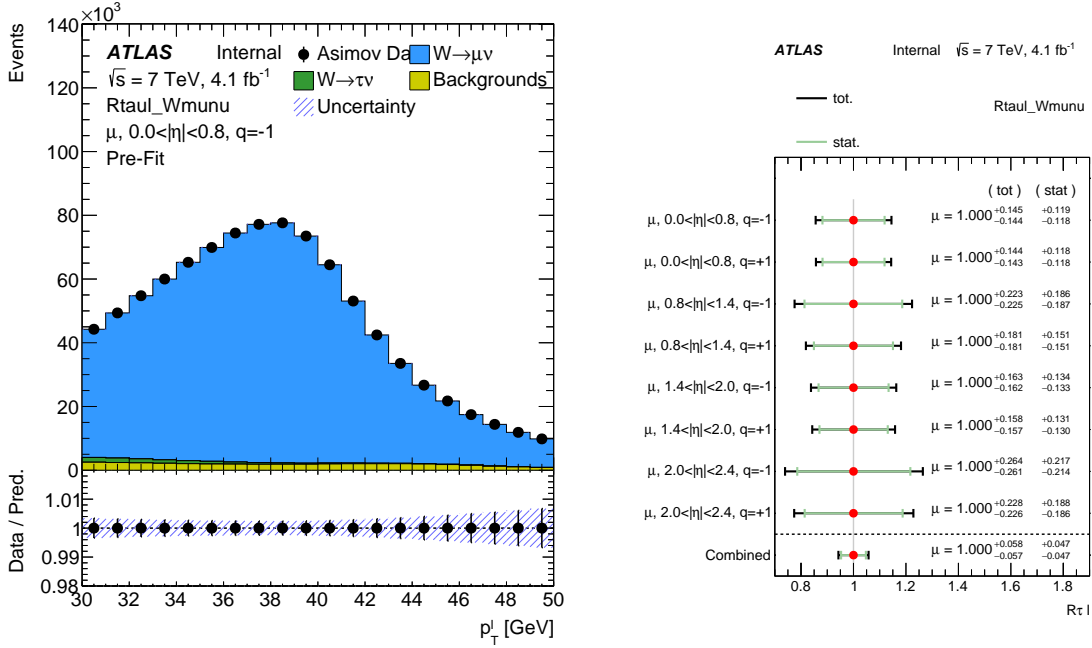 Events
×10³
140
120
100
80
60
40
20
0
ATLAS Internal
√s = 7 TeV, 4.1 fb⁻¹
Rtaul_Wmunu
μ, 0.0<|η|<0.8, q=-1
Pre-Fit
Asimov Da
W→μν
W→τν
Backgrounds
Uncertainty
Data / Pred.
1.01
1
0.99
0.98
30 32 34 36 38 40 42 44 46 48 50
p_T^l [GeV]
ATLAS Internal √s = 7 TeV, 4.1 fb⁻¹
tot.
Rtaul_Wmunu
stat.
( tot ) ( stat )
μ, 0.0<|η|<0.8, q=-1 μ = 1.000 +0.145 −0.144 +0.119 −0.118
μ, 0.0<|η|<0.8, q=+1 μ = 1.000 +0.144 −0.143 +0.118 −0.118
μ, 0.8<|η|<1.4, q=-1 μ = 1.000 +0.223 −0.225 +0.186 −0.187
μ, 0.8<|η|<1.4, q=+1 μ = 1.000 +0.181 −0.181 +0.151 −0.151
μ, 1.4<|η|<2.0, q=-1 μ = 1.000 +0.163 −0.162 +0.134 −0.133
μ, 1.4<|η|<2.0, q=+1 μ = 1.000 +0.158 −0.157 +0.131 −0.130
μ, 2.0<|η|<2.4, q=-1 μ = 1.000 +0.264 −0.261 +0.217 −0.214
μ, 2.0<|η|<2.4, q=+1 μ = 1.000 +0.228 −0.226 +0.188 −0.186
Combined μ = 1.000 +0.058 −0.057 +0.047 −0.047
0.8 1 1.2 1.4 1.6 1.8
Rτ l